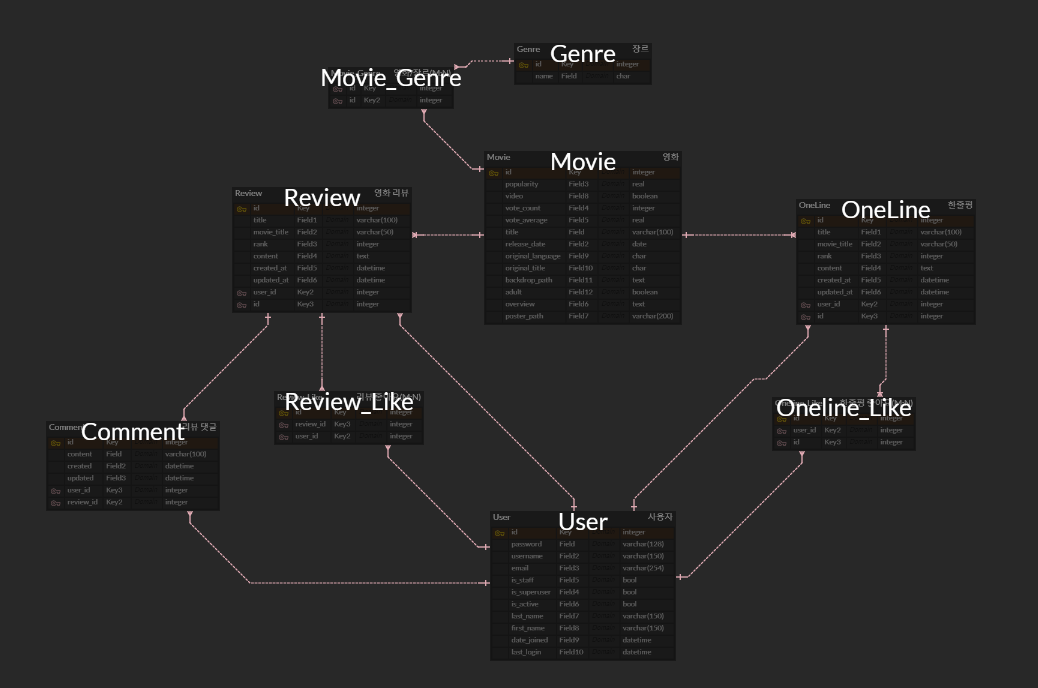 Genre 장르
Genre
id Key integer
name Field char
Movie_Genre
id Key integer
id Key2 integer
Movie 영화
Movie
id Key integer
popularity Field3 real
video Field8 boolean
vote_count Field4 integer
vote_average Field5 real
title Field varchar(100)
release_date Field2 date
original_language Field9 char
original_title Field10 char
backdrop_path Field11 text
adult Field12 boolean
overview Field6 text
poster_path Field7 varchar(200)
Review 영화 리뷰
Review
id Key integer
title Field1 varchar(100)
movie_title Field2 varchar(50)
rank Field3 integer
content Field4 text
created_at Field5 datetime
updated_at Field6 datetime
user_id Key2 integer
id Key3 integer
OneLine 한줄평
OneLine
id Key integer
title Field1 varchar(100)
movie_title Field2 varchar(50)
rank Field3 integer
content Field4 text
created_at Field5 datetime
updated_at Field6 datetime
user_id Key2 integer
id Key3 integer
Review_Like
id Key integer
review_id Key3 integer
user_id Key2 integer
Oneline_Like
Key integer
user_id Key2 integer
id Key3 integer
Comment 리뷰 댓글
Comment
id Key integer
content Field varchar(100)
created Field2 datetime
updated Field3 datetime
user_id Key3 integer
review_id Key2 integer
User 사용자
User
id Key integer
password Field varchar(128)
username Field2 varchar(150)
email Field3 varchar(254)
is_staff Field5 bool
is_superuser Field4 bool
is_active Field6 bool
last_name Field7 varchar(150)
first_name Field8 varchar(150)
date_joined Field9 datetime
last_login Field10 datetime